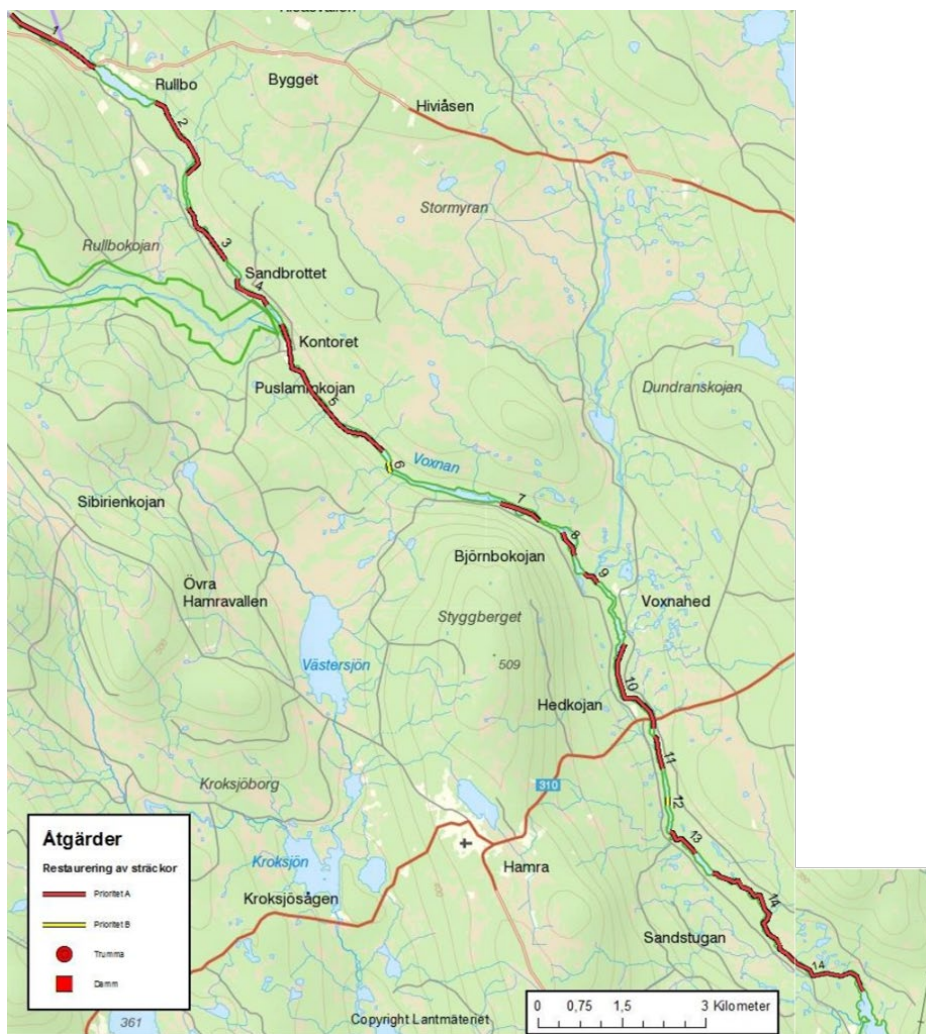 1
Rullbo
Bygget
Hiviåsen
2
Stormyran
Rullbokojan
3
Sandbrottet
4
Kontoret
Dundranskojan
Puslaminkojan
5
6
Voxnan
Sibirienkojan
7
8
Björnbokojan
9
Övra
Hamravallen
Voxnahed
Styggberget
Västersjön
509
10
Hedkojan
11
Kroksjöborg
310
12
13
Kroksjön
Hamra
Kroksjösågen
14
Sandstugan
14
Åtgärder
Restaurering av sträckor
Prioritet A
Prioritet B
Trumma
Damm
0 0,75 1,5 3 Kilometer
361
Copyright Lantmäteriet